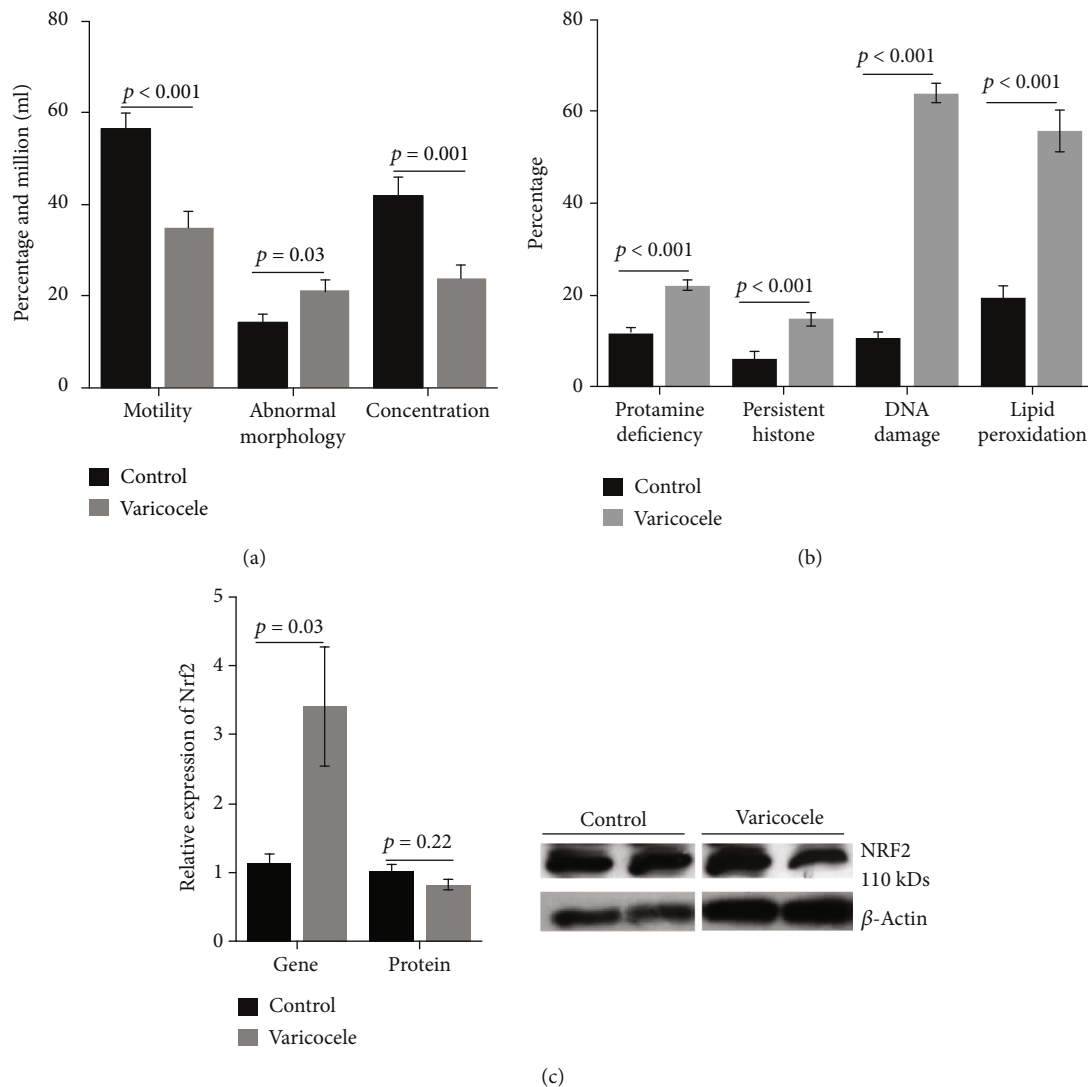 80
60
40
20
0
Percentage and million (ml)
p < 0.001
p = 0.03
p = 0.001
Motility
Abnormal
morphology
Concentration
Control
Varicocele
(a)
80
60
40
20
0
Percentage
p < 0.001
p < 0.001
p < 0.001
p < 0.001
Protamine
deficiency
Persistent
histone
DNA
damage
Lipid
peroxidation
Control
Varicocele
(b)
5
4
3
2
1
0
Relative expression of Nrf2
p = 0.03
p = 0.22
Gene
Protein
Control
Varicocele
Control
Varicocele
NRF2
110 kDs
β-Actin
(c)